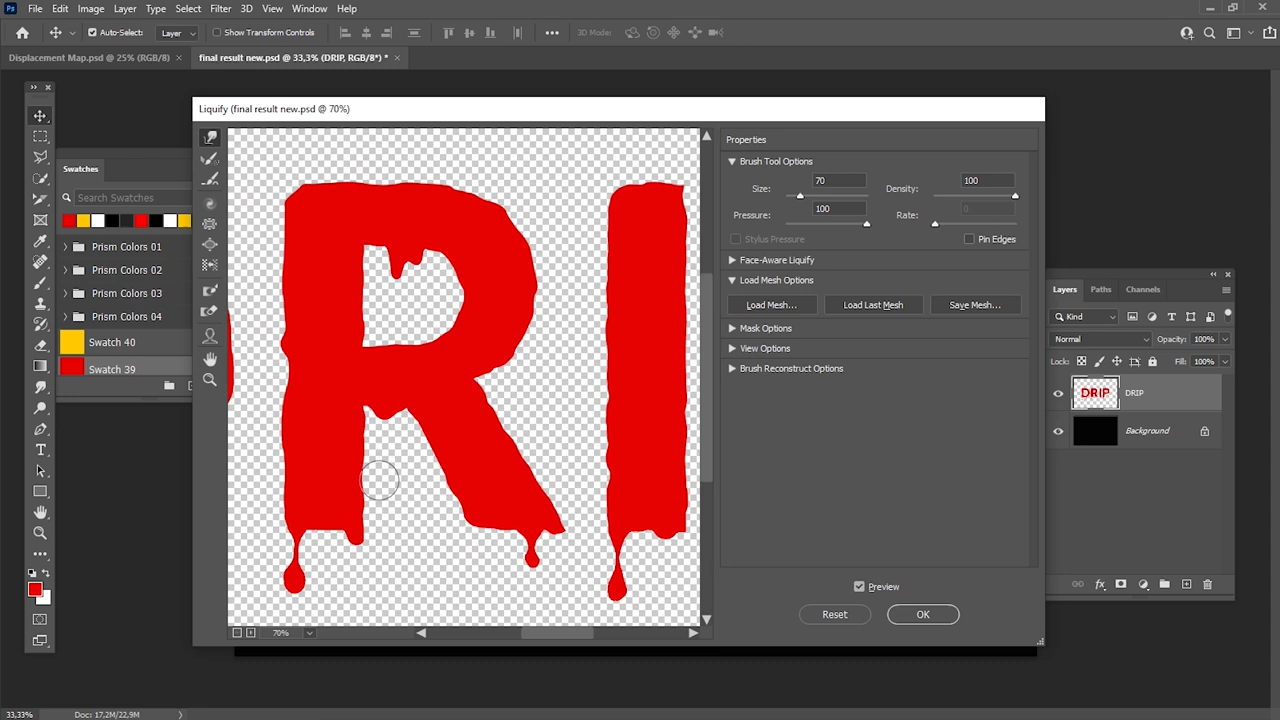 Ps File Edit Image Layer Type Select Filter 3D View Window Help
Auto-Select: Layer Show Transform Controls 3D Mode:
Displacement Map.psd @ 25% (RGB/8) × final result new.psd @ 33,3% (DRIP, RGB/8*) * ×
Liquify (final result new.psd @ 70%)
Swatches
Search Swatches
Prism Colors 01
Prism Colors 02
Prism Colors 03
Prism Colors 04
Swatch 40
Swatch 39
RI
70%
Properties
Brush Tool Options
Size: 70 Density: 100
Pressure: 100 Rate: 0
Stylus Pressure Pin Edges
Face-Aware Liquify
Load Mesh Options
Load Mesh... Load Last Mesh Save Mesh...
Mask Options
View Options
Brush Reconstruct Options
Preview
Reset OK
Layers Paths Channels
Kind
Normal Opacity: 100%
Lock: Fill: 100%
DRIP DRIP
Background
33,33% Doc: 17,2M/22,9M